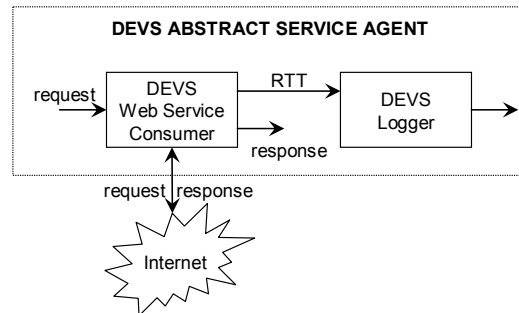 DEVS ABSTRACT SERVICE AGENT
request
DEVS
Web Service
Consumer
RTT
response
DEVS
Logger
request
response
Internet